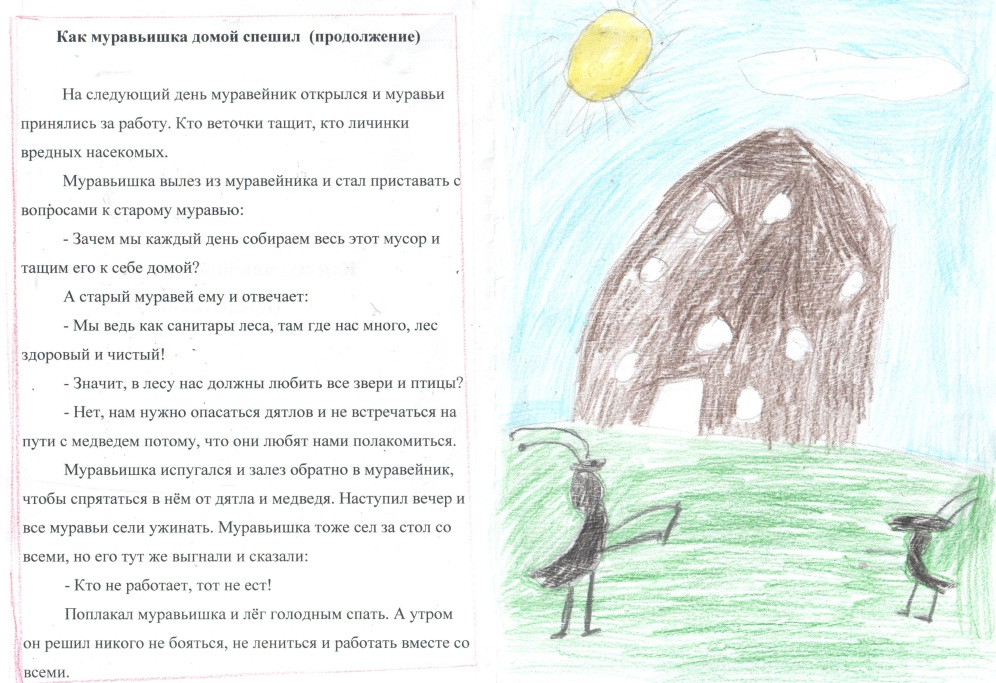 Как муравьишка домой спешил (продолжение)
На следующий день муравейник открылся и муравьи
принялись за работу. Кто веточки тащит, кто личинки
вредных насекомых.
Муравьишка вылез из муравейника и стал приставать с
вопросами к старому муравью:
- Зачем мы каждый день собираем весь этот мусор и
тащим его к себе домой?
А старый муравей ему и отвечает:
- Мы ведь как санитары леса, там где нас много, лес
здоровый и чистый!
- Значит, в лесу нас должны любить все звери и птицы?
- Нет, нам нужно опасаться дятлов и не встречаться на
пути с медведем потому, что они любят нами полакомиться.
Муравьишка испугался и залез обратно в муравейник,
чтобы спрятаться в нём от дятла и медведя. Наступил вечер и
все муравьи сели ужинать. Муравьишка тоже сел за стол со
всеми, но его тут же выгнали и сказали:
- Кто не работает, тот не ест!
Поплакал муравьишка и лёг голодным спать. А утром
он решил никого не бояться, не лениться и работать вместе со
всеми.